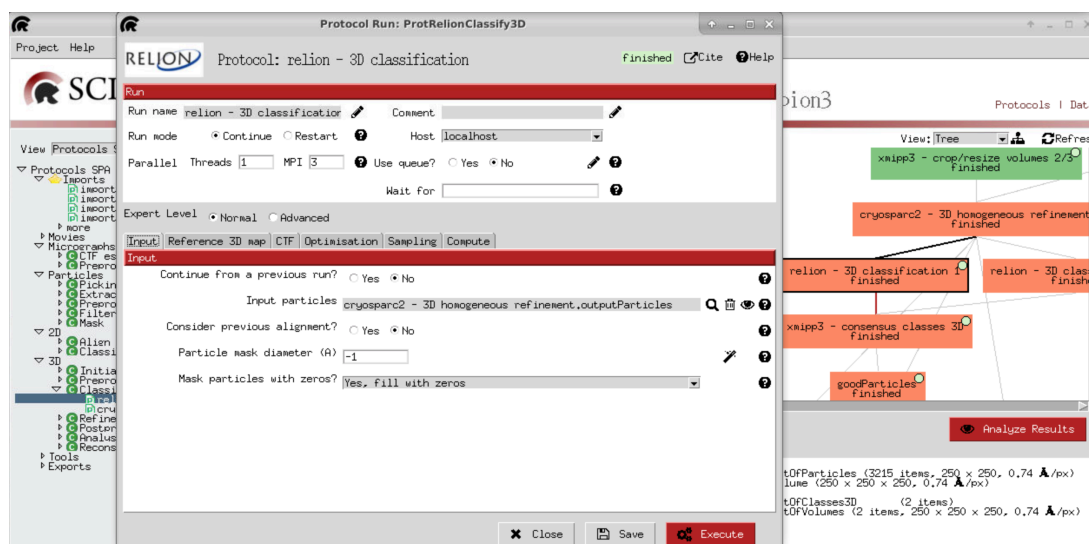 Protocol Run: ProtRelionClassify3D
Project Help
RELION Protocol: relion - 3D classification finished Cite Help
SCI
pion3
Protocols | Dat
Run
Run name relion - 3D classification Comment
Run mode Continue Restart Host localhost
Parallel Threads 1 MPI 3 Use queue? Yes No
Wait for
Expert Level Normal Advanced
Input Reference 3D map CTF Optimisation Sampling Compute
Input
Continue from a previous run? Yes No
Input particles cryosparc2 - 3D homogeneous refinement.outputParticles
Consider previous alignment? Yes No
Particle mask diameter (A) -1
Mask particles with zeros? Yes, fill with zeros
Close Save Execute
View Protocols S
Protocols SPA
Imports
import
import
import
import
more
Movies
Micrographs
CTF es
Prepro
Particles
Pickin
Extrac
Prepro
Filter
Mask
2D
Alien
Classi
3D
Initia
Prepro
Classi
rel
cru
Refine
Postpr
Analus
Recons
Tools
Exports
View: Tree Refres
xmipp3 - crop/resize volumes 2/3
finished
cryosparc2 - 3D homogeneous refinement
finished
relion - 3D classification 1
finished
relion - 3D clas
finish
xmipp3 - consensus classes 3D
finished
goodParticles
finished
Analyze Results
tOfParticles (3215 items, 250 x 250, 0.74 Å/px)
lume (250 x 250 x 250, 0.74 Å/px)
tOfClasses3D (2 items)
tOfVolumes (2 items, 250 x 250 x 250, 0.74 Å/px)